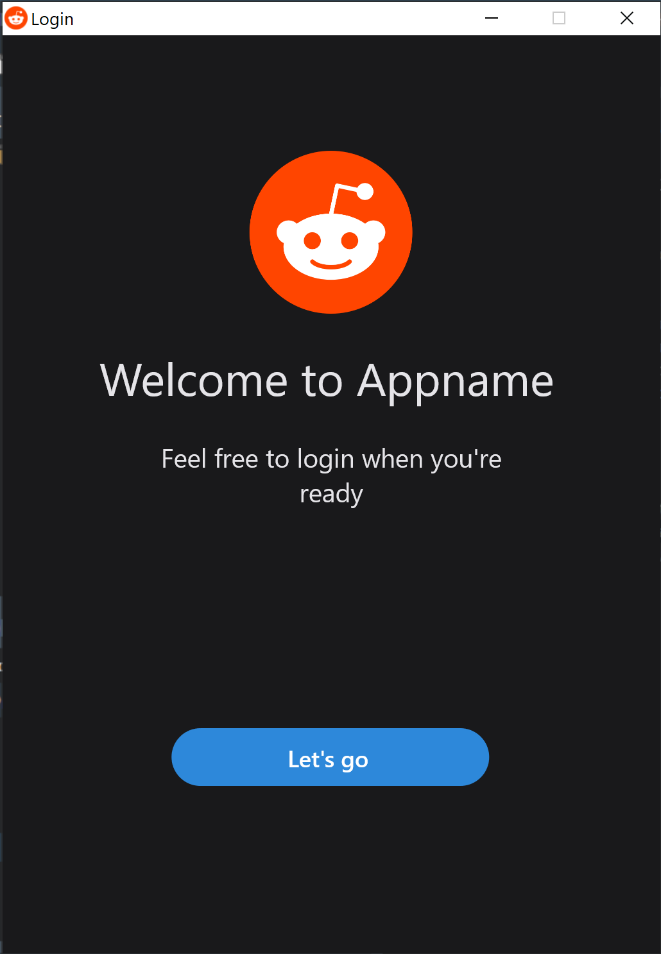 Login
Welcome to Appname
Feel free to login when you're
ready
Let's go